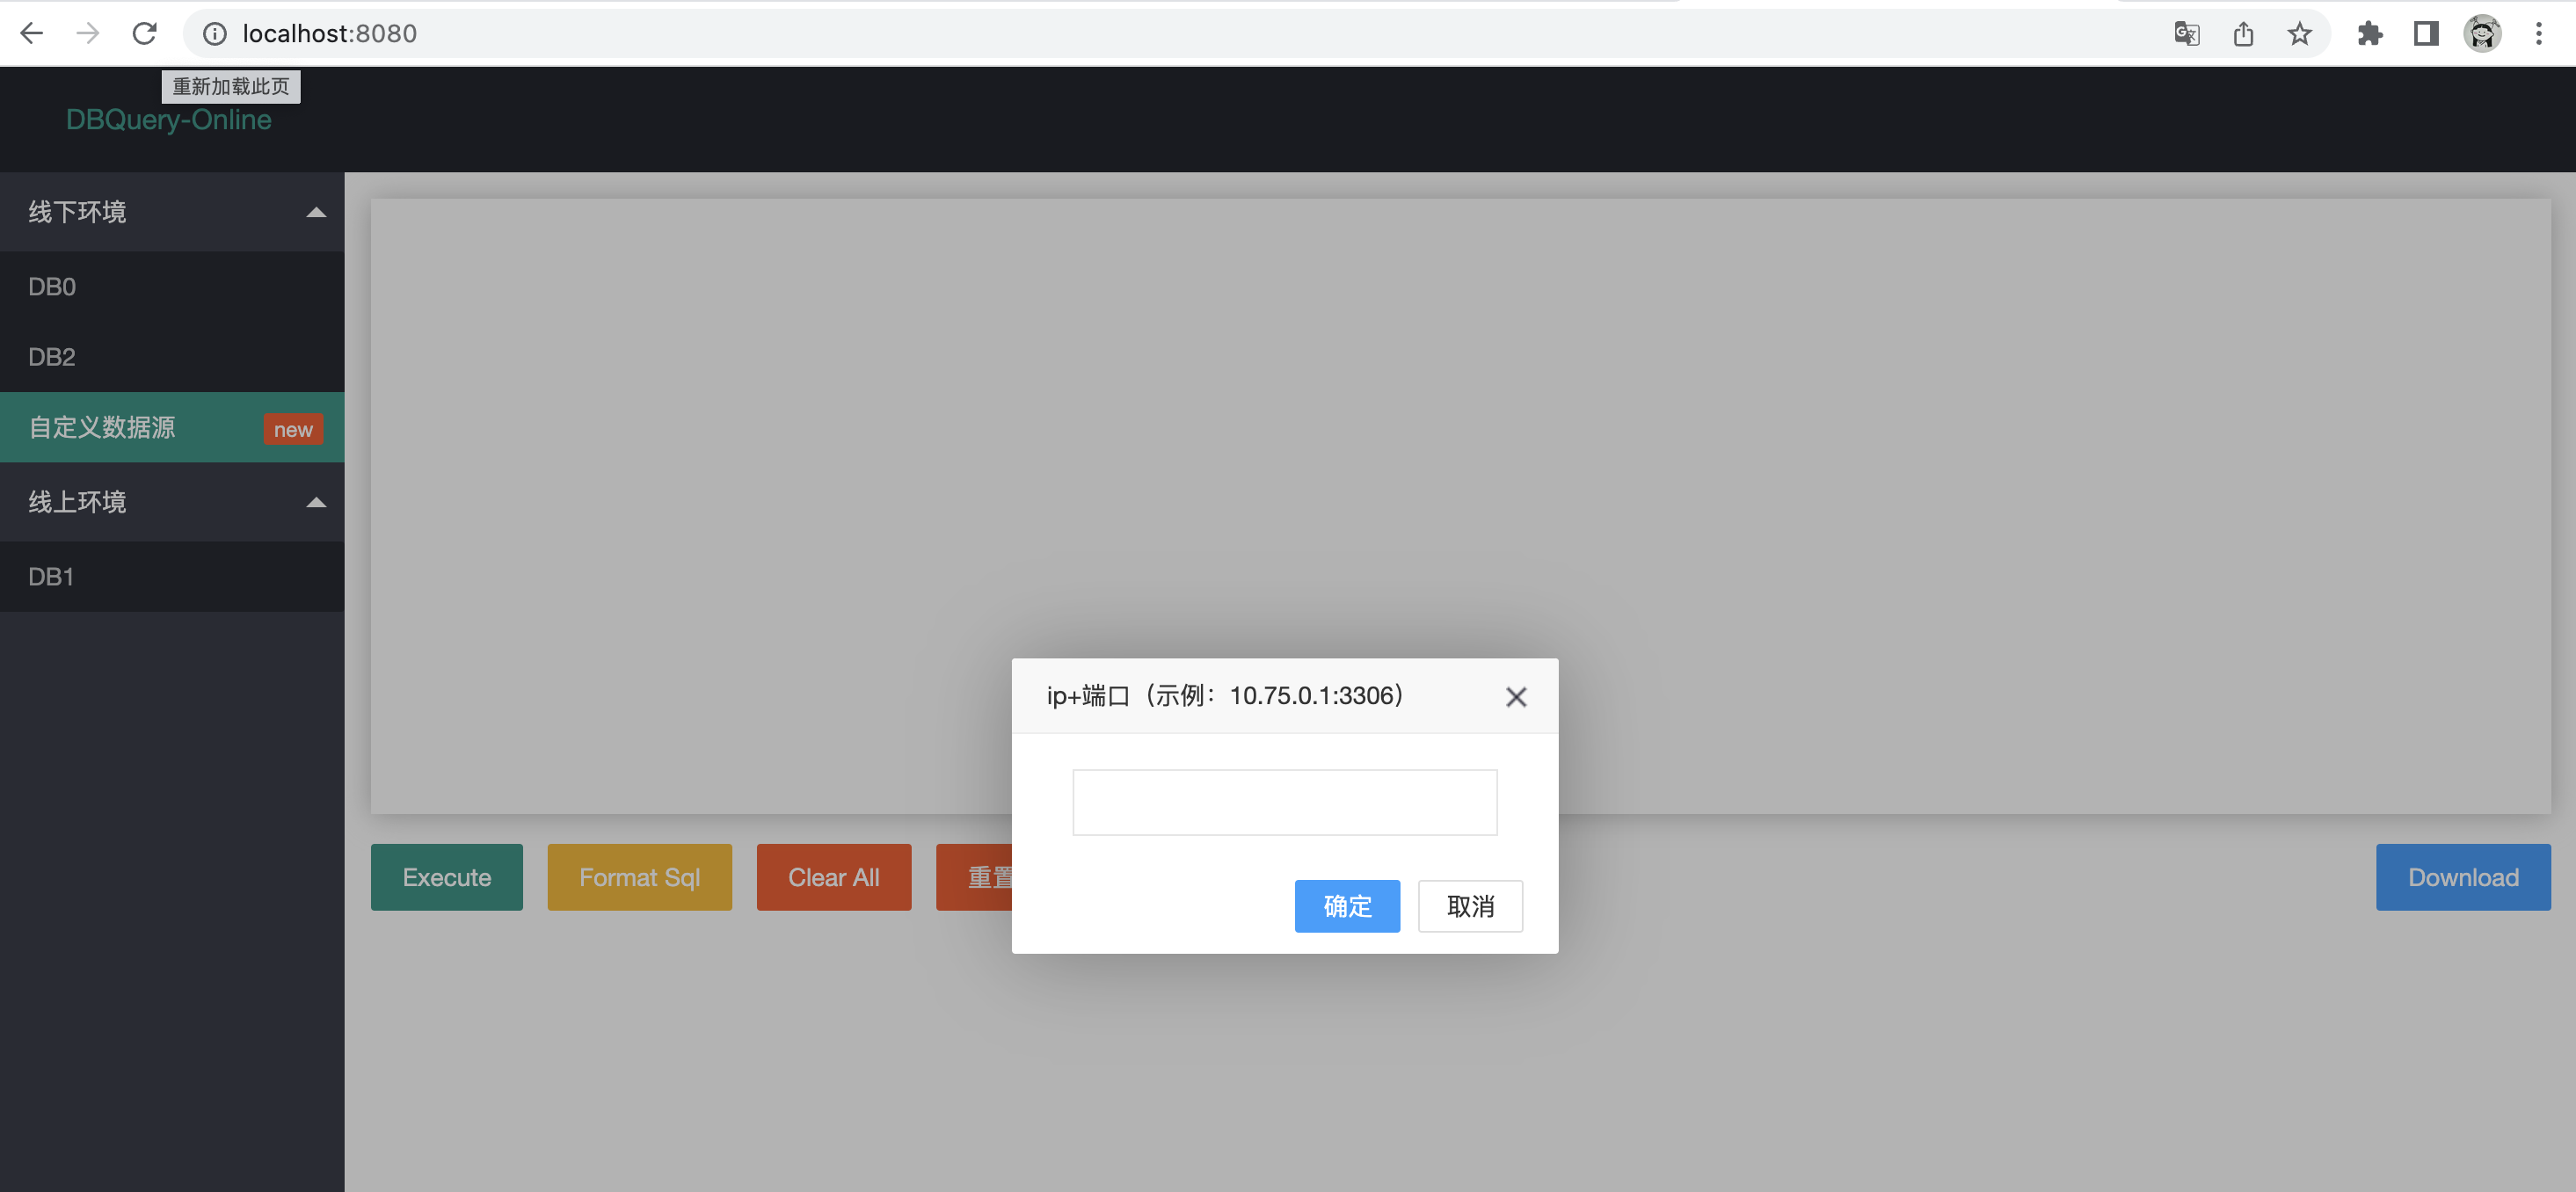 localhost:8080
重新加载此页
DBQuery-Online
线下环境
DB0
DB2
自定义数据源 new
线上环境
DB1
ip+端口（示例：10.75.0.1:3306）
确定 取消
Execute Format Sql Clear All 重置 Download